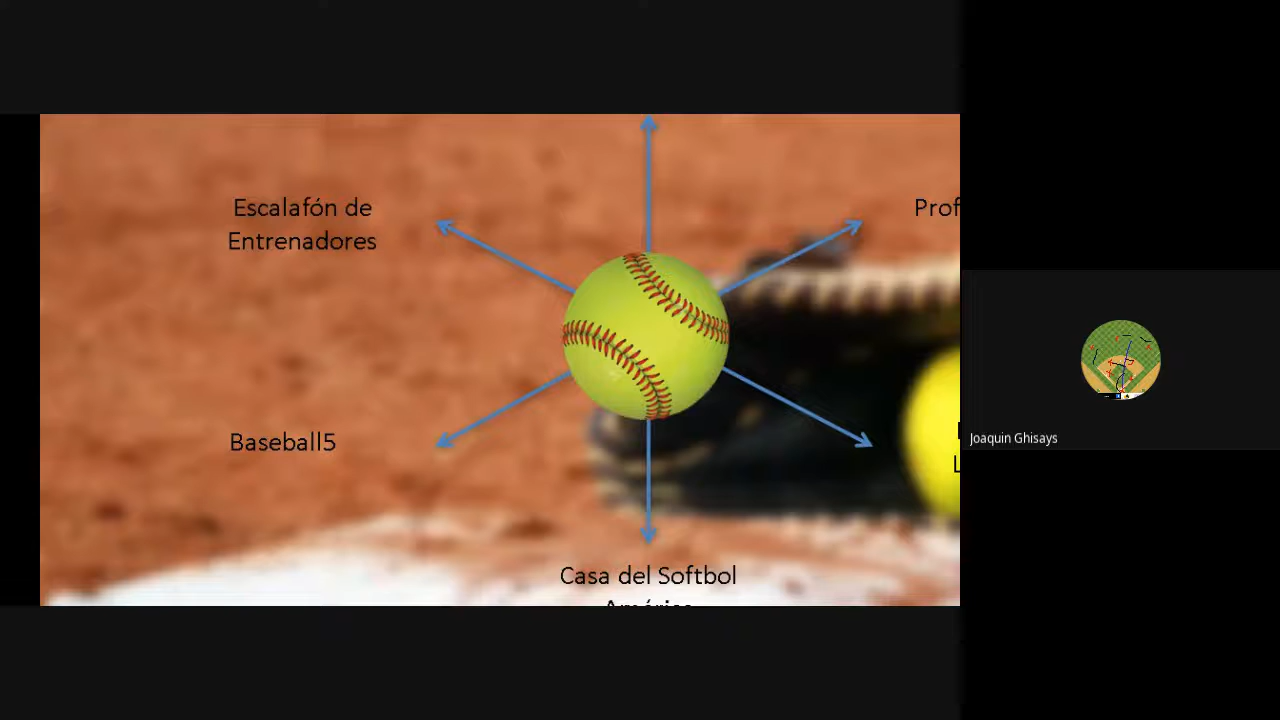 Escalafón de
Entrenadores
Baseball5
Casa del Softbol
Joaquin Ghisays